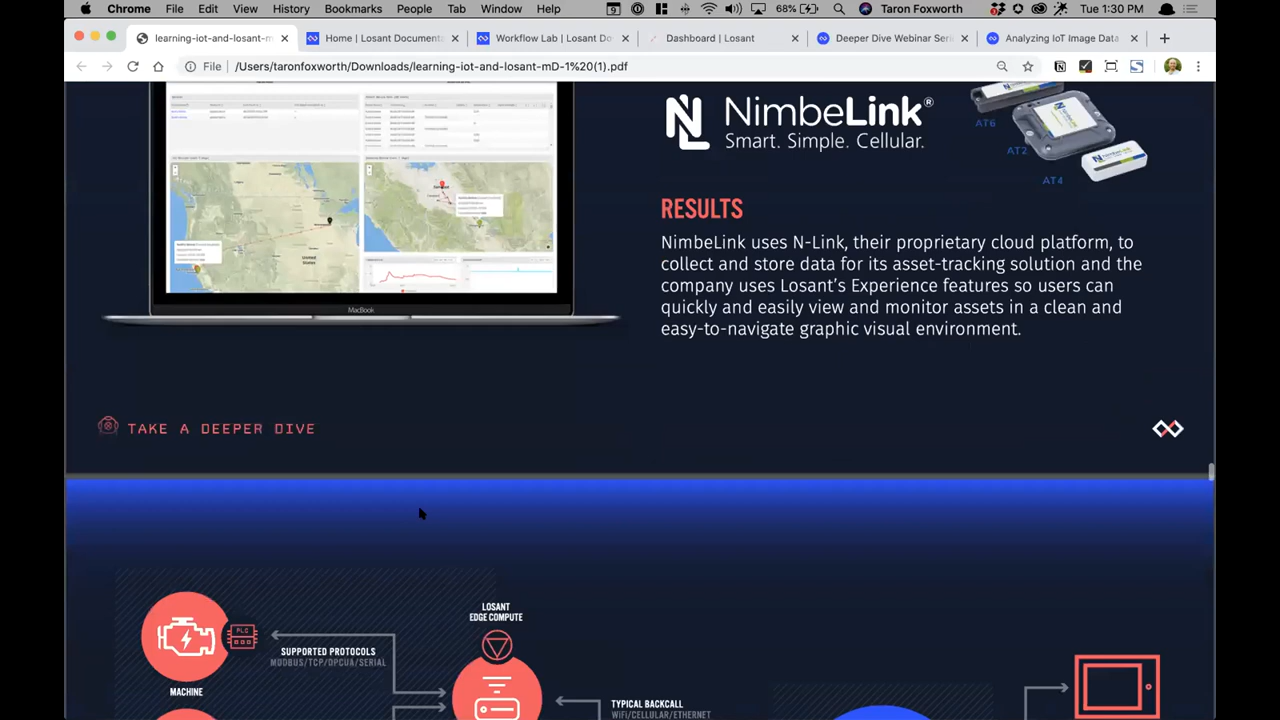 Chrome File Edit View History Bookmarks People Tab Window Help 68% Taron Foxworth Tue 1:30 PM
learning-iot-and-losant-m Home | Losant Document Workflow Lab | Losant Do Dashboard | Losant Deeper Dive Webinar Seri Analyzing IoT Image Data
File /Users/taronfoxworth/Downloads/learning-iot-and-losant-mD-1%20(1).pdf
NimbeLink®
Smart. Simple. Cellular.
AT6
AT2
AT4
RESULTS
NimbeLink uses N-Link, their proprietary cloud platform, to
collect and store data for its asset-tracking solution and the
company uses Losant's Experience features so users can
quickly and easily view and monitor assets in a clean and
easy-to-navigate graphic visual environment.
United
States
MacBook
TAKE A DEEPER DIVE
LOSANT
EDGE COMPUTE
PLC
SUPPORTED PROTOCOLS
MODBUS/TCP/OPCUA/SERIAL
MACHINE
TYPICAL BACKCALL
WIFI/CELLULAR/ETHERNET